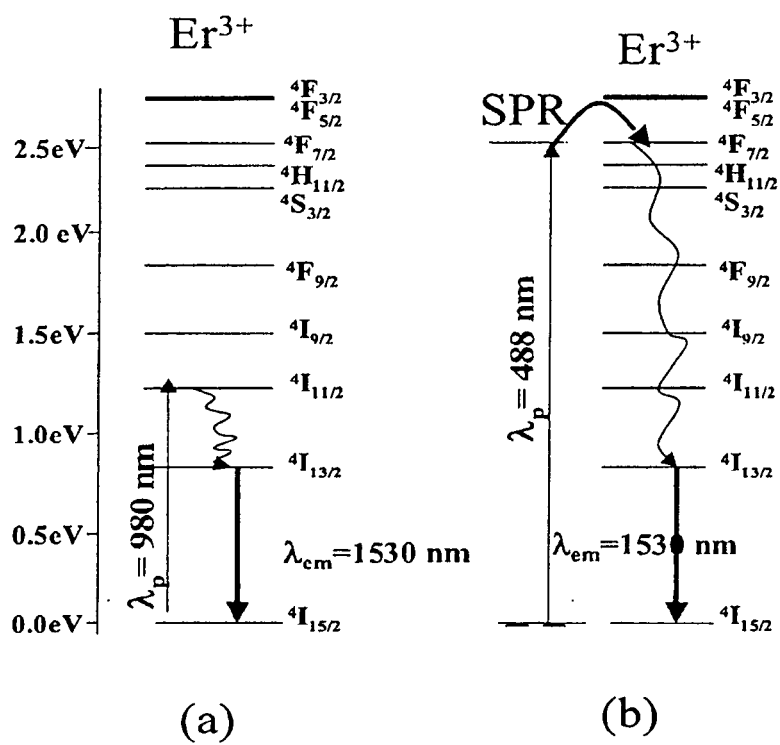 Er³⁺
⁴F₃/₂
⁴F₅/₂
2.5eV
⁴F₇/₂
⁴H₁₁/₂
⁴S₃/₂
2.0 eV
⁴F₉/₂
1.5eV
⁴I₉/₂
⁴I₁₁/₂
1.0eV
⁴I₁₃/₂
λp = 980 nm
0.5eV
λem=1530 nm
0.0eV
⁴I₁₅/₂
(a)
Er³⁺
⁴F₃/₂
⁴F₅/₂
SPR
⁴F₇/₂
⁴H₁₁/₂
⁴S₃/₂
⁴F₉/₂
λp = 488 nm
⁴I₉/₂
⁴I₁₁/₂
⁴I₁₃/₂
λem=1530 nm
⁴I₁₅/₂
(b)